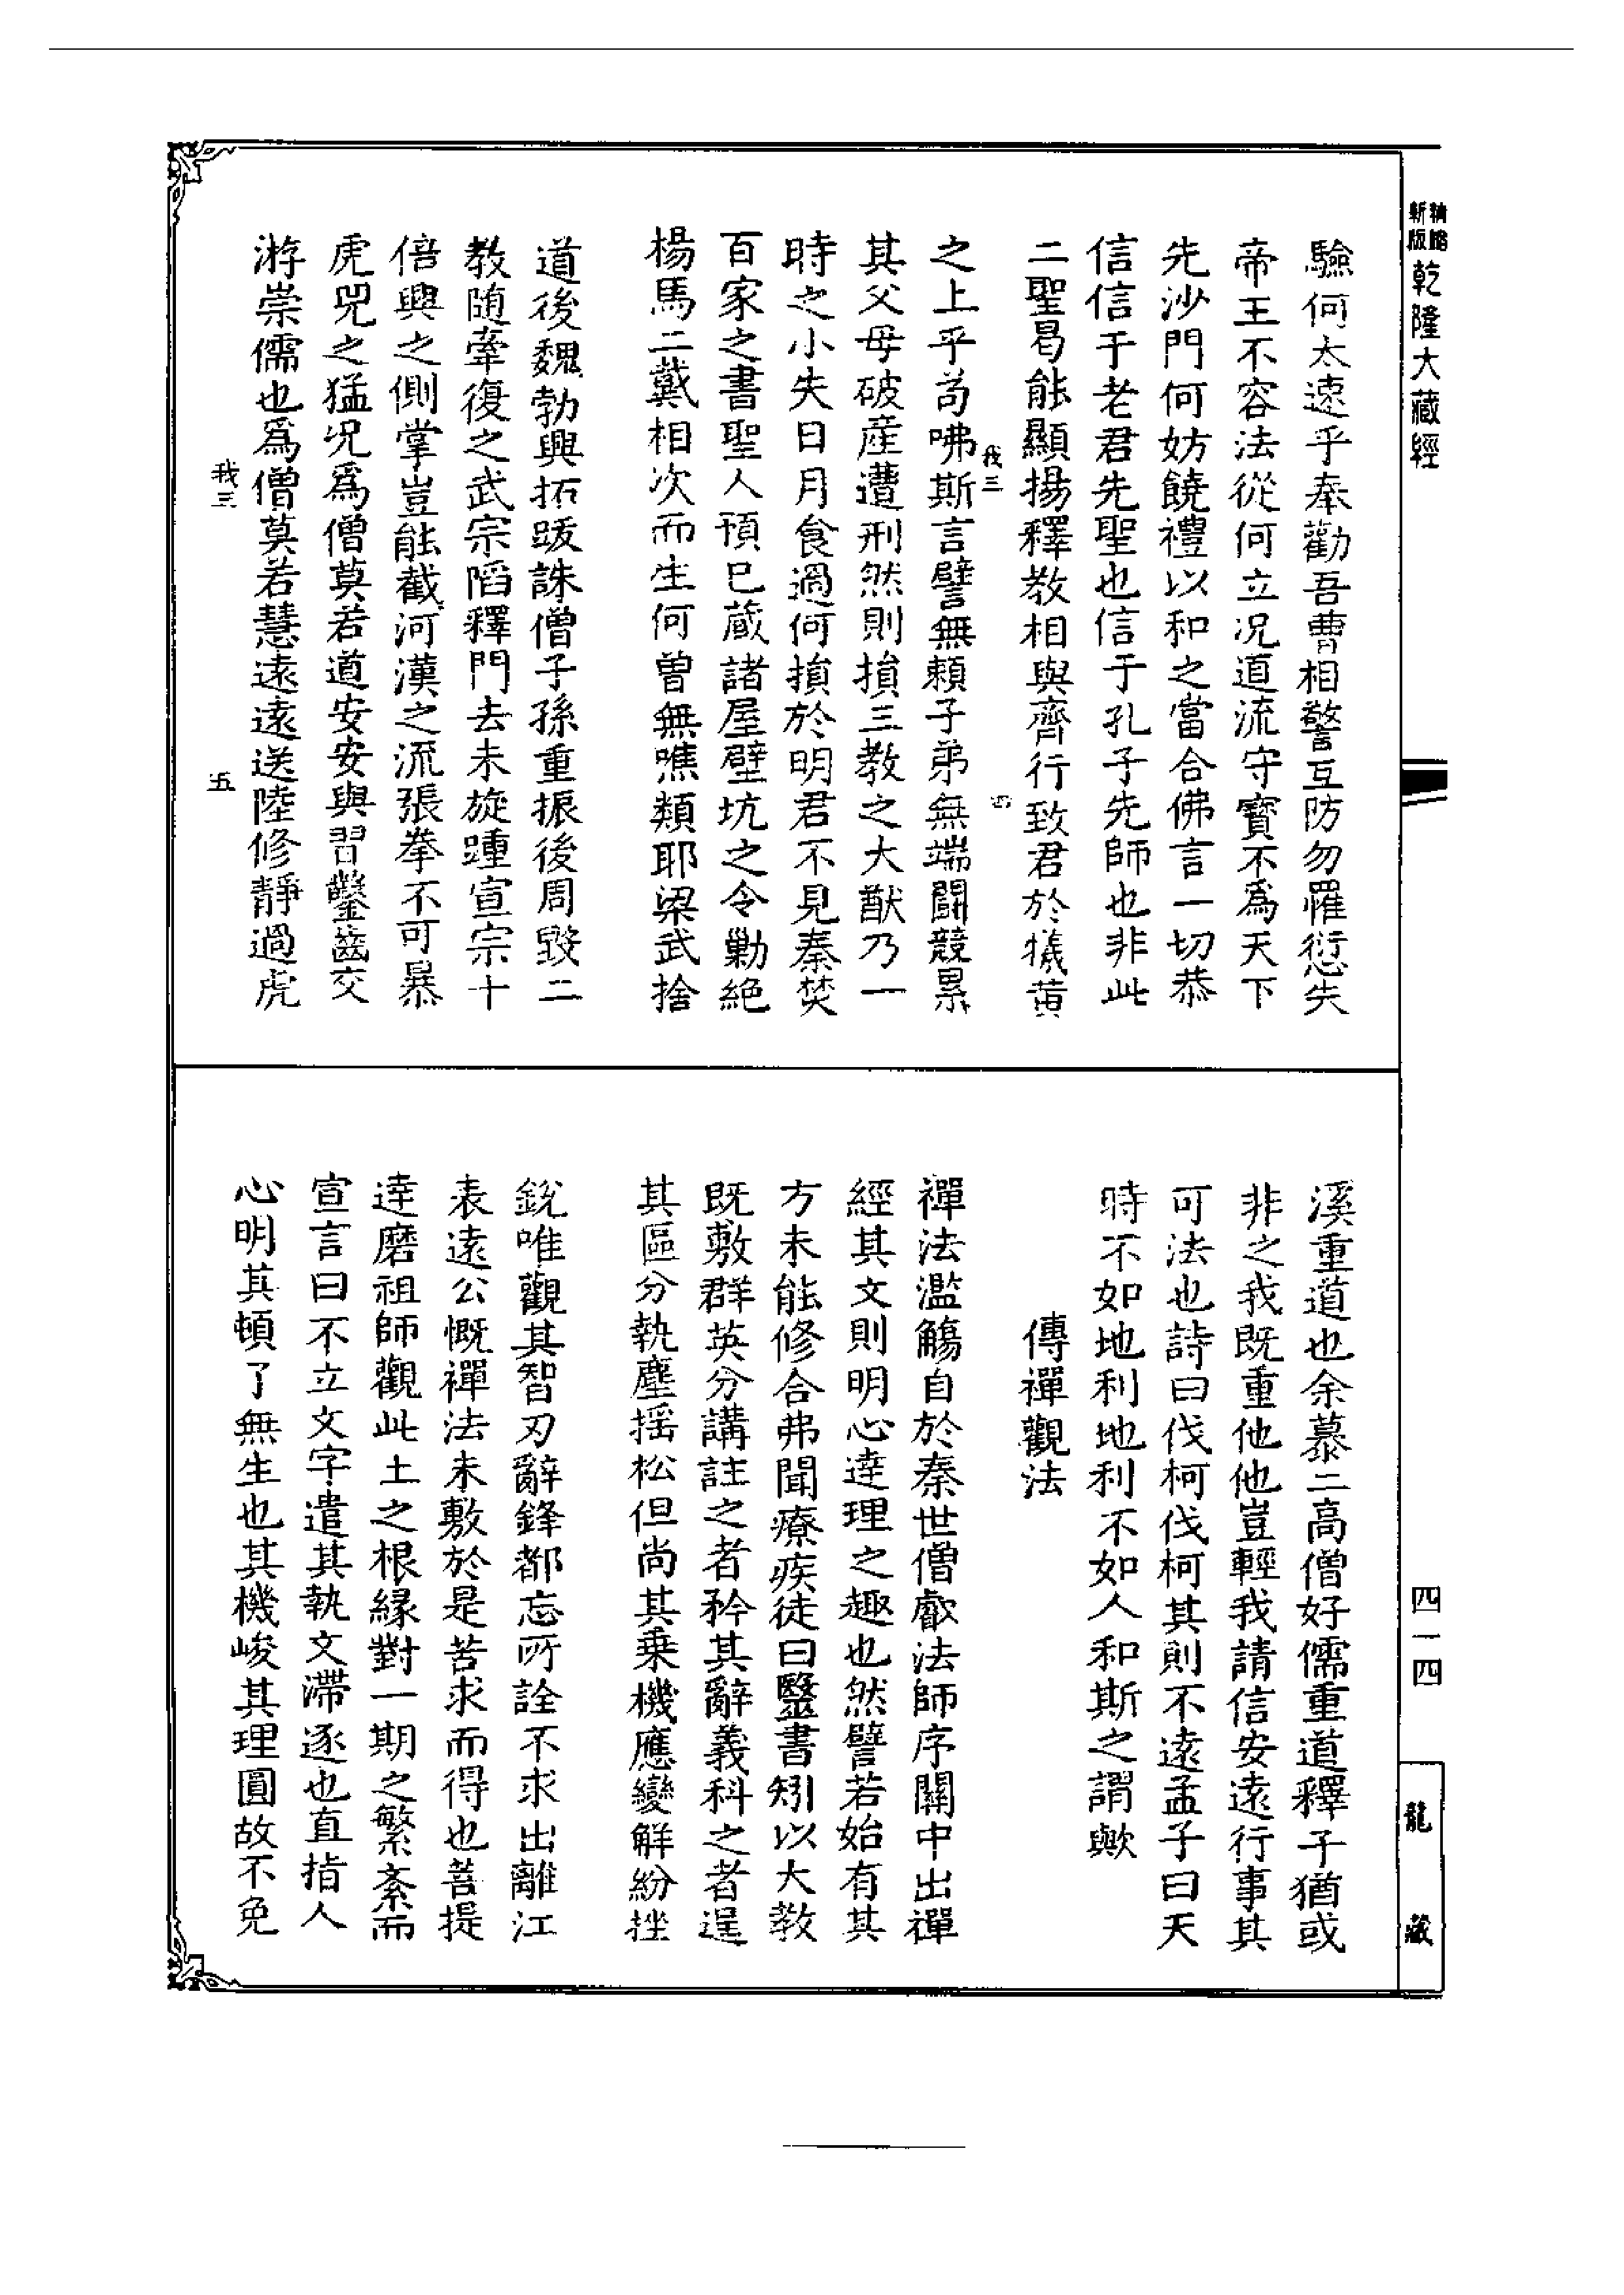 精縮
新版
乾隆大藏經
驗何太速乎奉勸吾曹相警互防勿罹愆失
帝王不容法從何立况道流守寳不爲天下
先沙門何妨饒禮以和之當合佛言一切恭
信信于老君先聖也信于孔子先師也非此
二聖曷能顯揚釋教相與齊行致君於犧黄
我三
四
之上乎苟咈斯言譬無賴子弟無端鬪競累
其父母破産遭刑然則損三教之大猷乃一
時之小失日月食過何損於明君不見秦焚
百家之書聖人預已藏諸屋壁坑之令勦絕
楊馬二戴相次而生何曾無噍類耶梁武捨
道後魏勃興拓跋誅僧子孫重振後周毀二
教隨牽復之武宗陷釋門去未旋踵宣宗十
倍興之側掌豈能截河漢之流張拳不可暴
虎兕之猛况爲僧莫若道安安與習鑿齒交
游崇儒也爲僧莫若慧遠遠送陸修靜過虎
我三
五
溪重道也余慕二高僧好儒重道釋子猶或
非之我既重他他豈輕我請信安遠行事其
可法也詩曰伐柯伐柯其則不遠孟子曰天
時不如地利地利不如人和斯之謂歟
傳禪觀法
禪法濫觴自於秦世僧叡法師序關中出禪
經其文則明心達理之趣也然譬若始有其
方未能修合弗聞療疾徒曰醫書矧以大教
既敷群英分講註之者矜其辭義科之者逞
其區分執麈揺松但尚其乗機應變觧紛挫
銳唯觀其智刃辭鋒都忘所詮不求出離江
表遠公慨禪法未敷於是苦求而得也菩提
達磨祖師觀此土之根緣對一期之繁紊而
宣言曰不立文字遣其執文滯逐也直指人
心明其頓了無生也其機峻其理圓故不免
四一四
龍藏